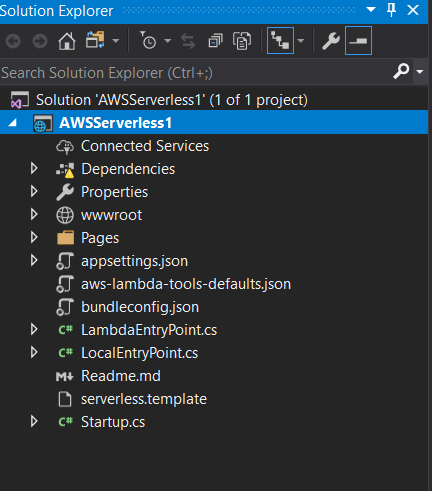 Solution Explorer
Search Solution Explorer (Ctrl+;)
Solution 'AWSServerless1' (1 of 1 project)
AWSServerless1
Connected Services
Dependencies
Properties
wwwroot
Pages
appsettings.json
aws-lambda-tools-defaults.json
bundleconfig.json
C# LambdaEntryPoint.cs
C# LocalEntryPoint.cs
M Readme.md
serverless.template
C# Startup.cs